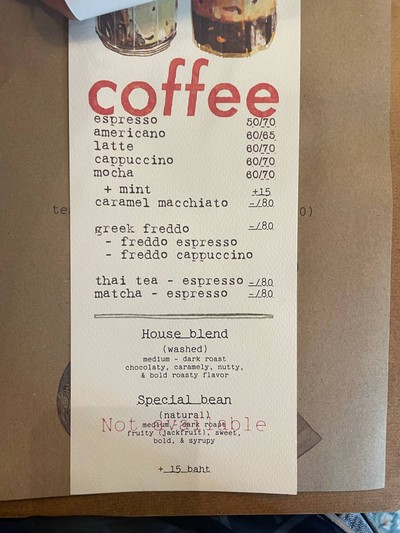 coffee
espresso 50/70
americano 60/65
latte 60/70
cappuccino 60/70
mocha 60/70
+ mint +15
caramel macchiato -/80
greek freddo -/80
- freddo espresso
- freddo cappuccino
thai tea - espresso -/80
matcha - espresso -/80
House blend
(washed)
medium - dark roast
chocolaty, caramely, nutty,
& bold roasty flavor
Special bean
(natural)
Not available
medium - dark roast
fruity (jackfruit), sweet,
bold, & syrupy
+ 15 baht